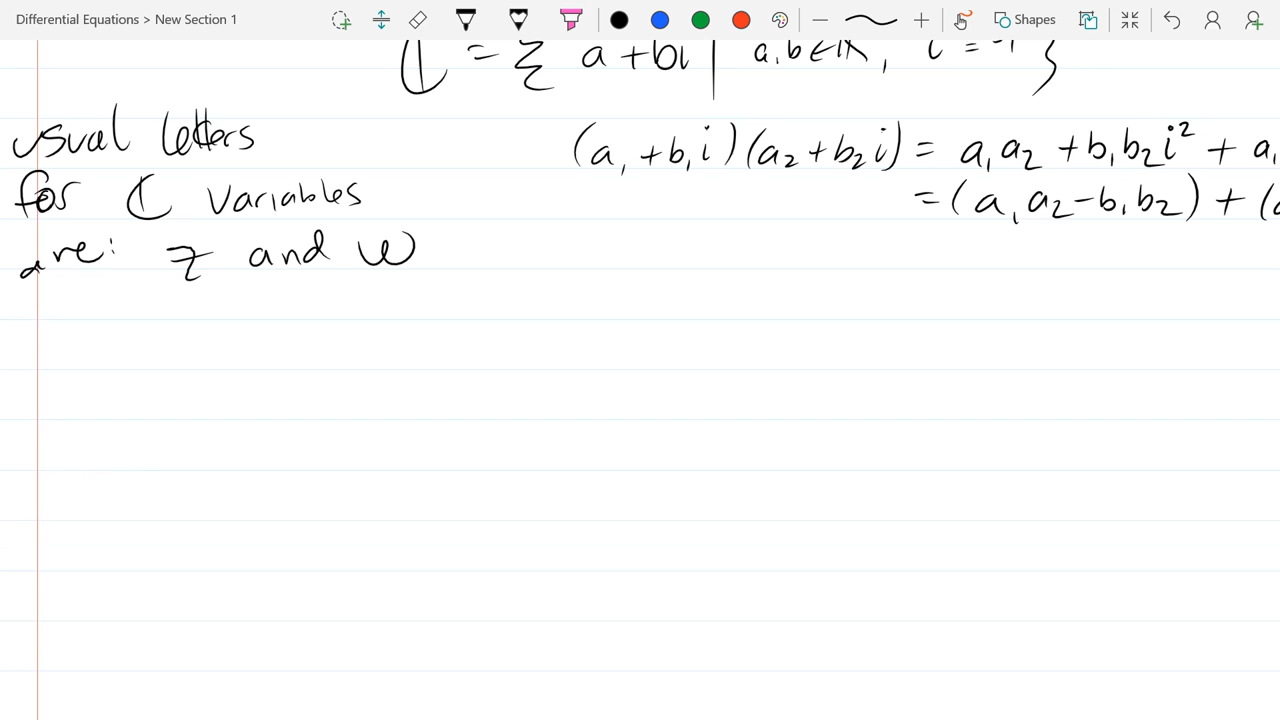 Differential Equations > New Section 1
Shapes
ℂ = { a + bi | a, b ∈ ℝ, i² = -1 }
usual letters
for ℂ variables
are: z and w
(a₁ + b₁i)(a₂ + b₂i) = a₁a₂ + b₁b₂i² + a₁
= (a₁a₂ - b₁b₂) + (